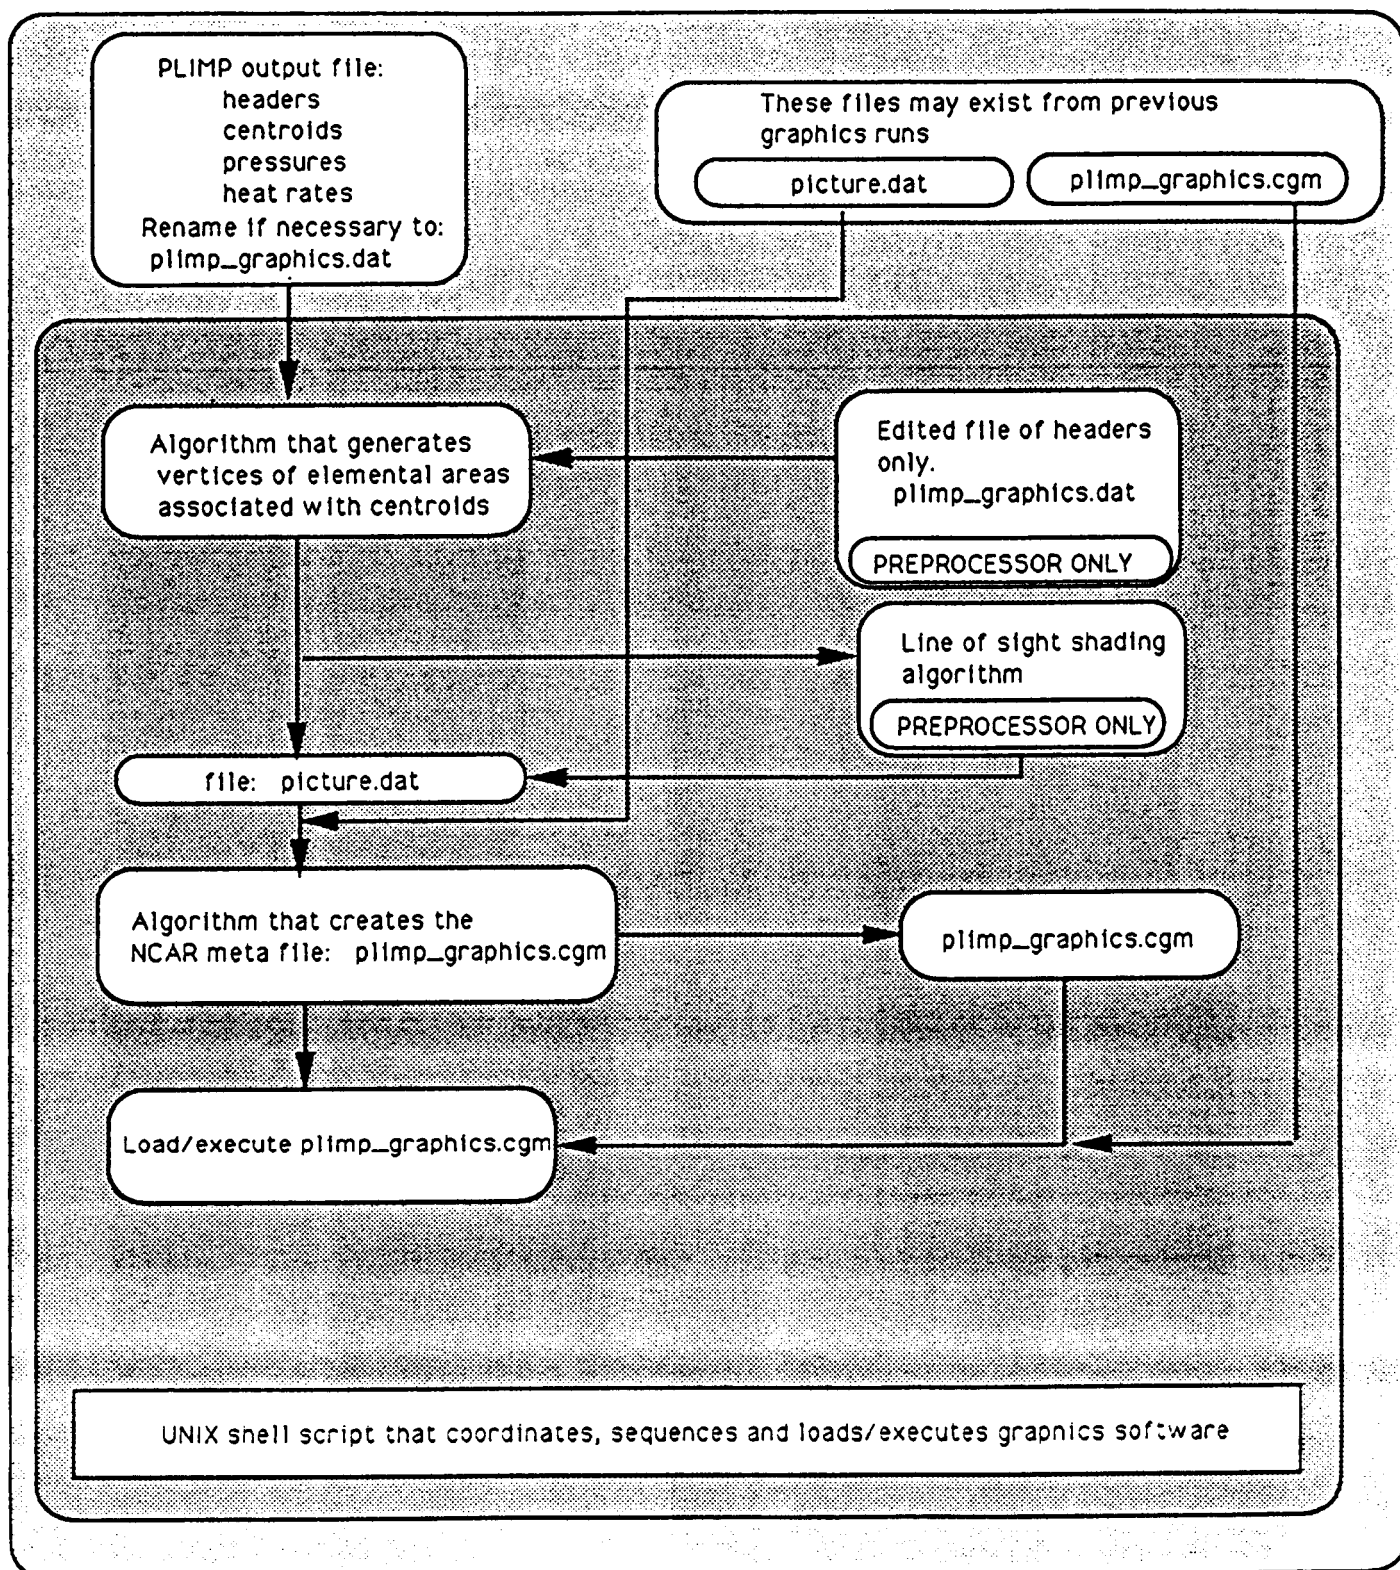 PLIMP output file:
headers
centroids
pressures
heat rates
Rename if necessary to:
plimp_graphics.dat
These files may exist from previous
graphics runs
picture.dat
plimp_graphics.cgm
Algorithm that generates
vertices of elemental areas
associated with centroids
Edited file of headers
only.
plimp_graphics.dat
PREPROCESSOR ONLY
Line of sight shading
algorithm
PREPROCESSOR ONLY
file: picture.dat
Algorithm that creates the
NCAR meta file: plimp_graphics.cgm
plimp_graphics.cgm
Load/execute plimp_graphics.cgm
UNIX shell script that coordinates, sequences and loads/executes graphics software